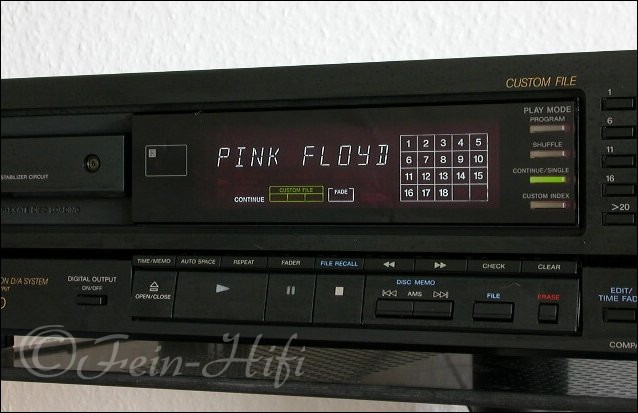 CUSTOM FILE
PLAY MODE
PROGRAM
SHUFFLE
CONTINUE/SINGLE
CUSTOM INDEX
1
6
11
16
>20
PINK FLOYD
1 2 3 4 5
6 7 8 9 10
11 12 13 14 15
16 17 18
CONTINUE
CUSTOM FILE
FADE
STABILIZER CIRCUIT
TIME/MEMO AUTO SPACE REPEAT FADER FILE RECALL ◀◀ ▶▶ CHECK CLEAR
D/A SYSTEM
DIGITAL OUTPUT
ON/OFF
OPEN/CLOSE
DISC MEMO
AMS
FILE
ERASE
EDIT/
TIME FAD
COMPA
©Fein-Hifi